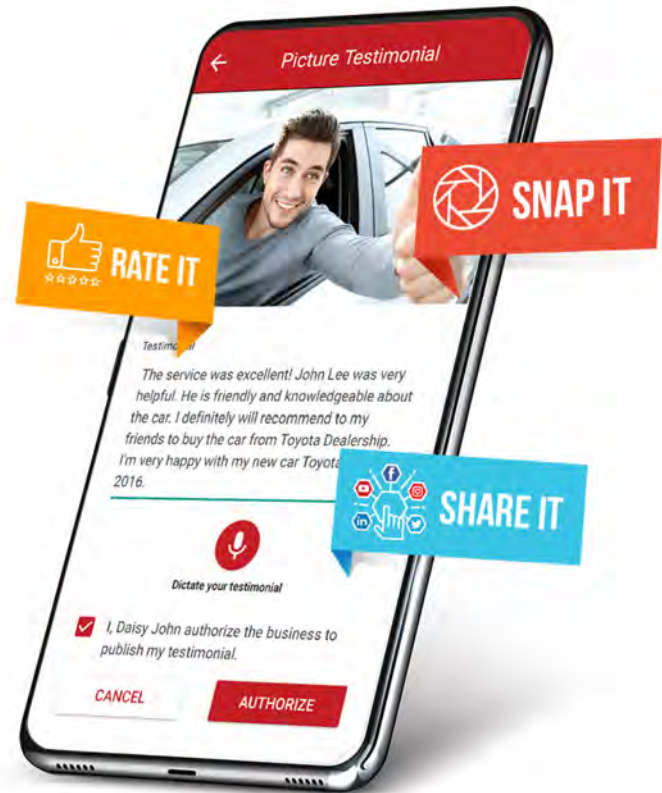 Picture Testimonial
SNAP IT
RATE IT
The service was excellent! John Lee was very
helpful. He is friendly and knowledgeable about
the car. I definitely will recommend to my
friends to buy the car from Toyota Dealership.
I'm very happy with my new car Toyota
2016.
SHARE IT
Dictate your testimonial
I, Daisy John authorize the business to
publish my testimonial.
CANCEL
AUTHORIZE